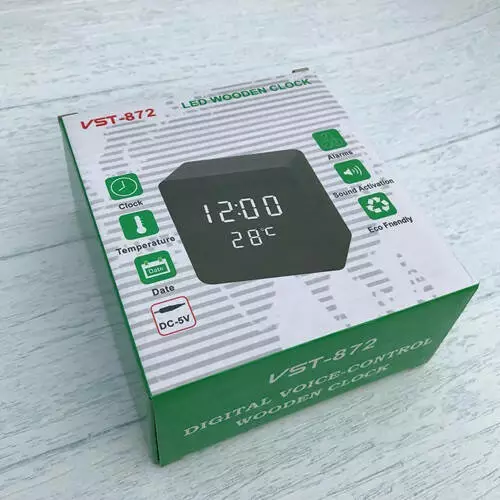 LED WOODEN CLOCK
VST-872
Clock
Temperature
Date
Date
DC-5V
12:00
28°C
Alarms
Sound Activation
Eco Friendly
VST-872
DIGITAL VOICE-CONTROL
WOODEN CLOCK